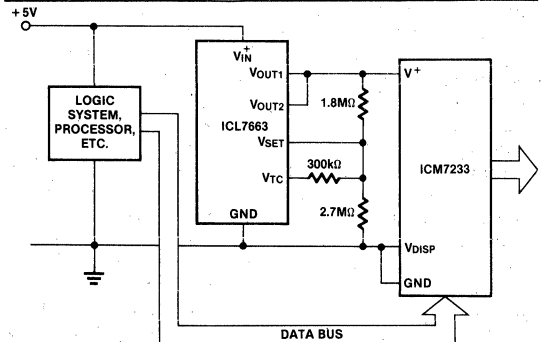 +5V
LOGIC
SYSTEM,
PROCESSOR,
ETC.
V+IN
VOUT1
VOUT2
ICL7663
VSET
VTC
GND
1.8MΩ
300kΩ
2.7MΩ
V+
ICM7233
VDISP
GND
DATA BUS